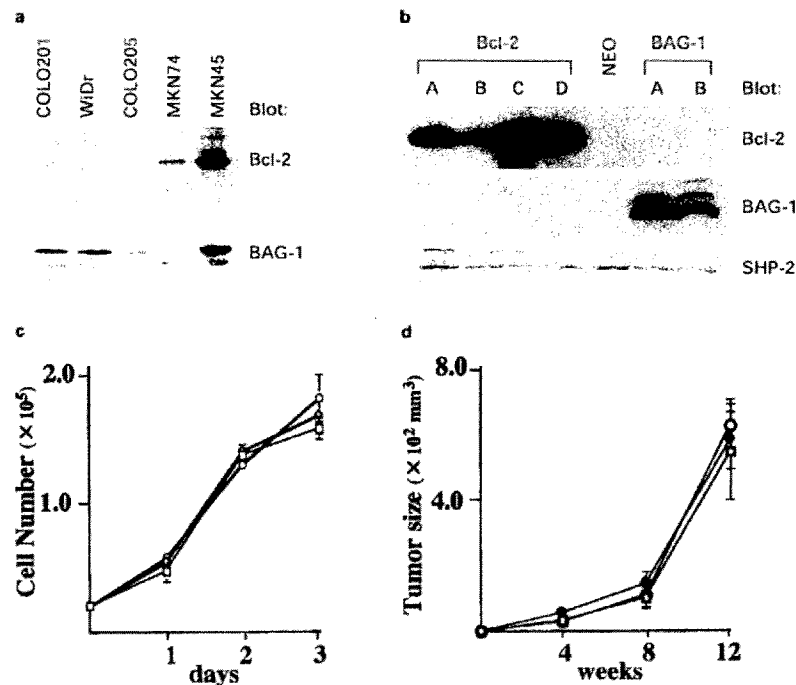 a
COLO201
WiDr
COLO205
MKN74
MKN45
Blot:
Bcl-2
BAG-1
b
Bcl-2
NEO
BAG-1
A B C D A B Blot:
Bcl-2
BAG-1
SHP-2
c
Cell Number (×10⁵)
2.0
1.0
1 2 3
days
d
Tumor size (×10² mm³)
8.0
4.0
4 8 12
weeks